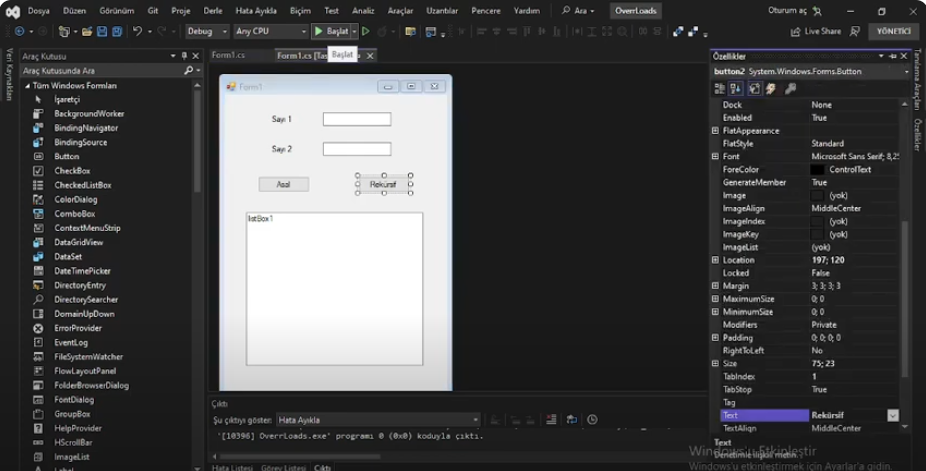 Dosya Düzen Görünüm Git Proje Derle Hata Ayıkla Biçim Test Analiz Araçlar Uzantılar Pencere Yardım Ara OverrLoads Oturum aç
Debug Any CPU Başlat Live Share YÖNETİCİ
Veri Kaynakları
Araç Kutusu
Araç Kutusunda Ara
Tüm Windows Formları
İşaretçi
BackgroundWorker
BindingNavigator
BindingSource
Button
CheckBox
CheckedListBox
ColorDialog
ComboBox
ContextMenuStrip
DataGridView
DataSet
DateTimePicker
DirectoryEntry
DirectorySearcher
DomainUpDown
ErrorProvider
EventLog
FileSystemWatcher
FlowLayoutPanel
FolderBrowserDialog
FontDialog
GroupBox
HelpProvider
HScrollBar
ImageList
Label
Form1.cs Form1.cs [Tas
Başlat
Form1
Sayı 1
Sayı 2
Asal Rekürsif
listBox1
Çıktı
Şu çıktıyı göster: Hata Ayıkla
'[10396] OverrLoads.exe' programı 0 (0x0) koduyla çıktı.
Hata Listesi Görev Listesi Çıktı
Özellikler
button2 System.Windows.Forms.Button
Dock None
Enabled True
FlatAppearance
FlatStyle Standard
Font Microsoft Sans Serif; 8,25
ForeColor ControlText
GenerateMember True
Image (yok)
ImageAlign MiddleCenter
ImageIndex (yok)
ImageKey (yok)
ImageList (yok)
Location 197; 120
Locked False
Margin 3; 3; 3; 3
MaximumSize 0; 0
MinimumSize 0; 0
Modifiers Private
Padding 0; 0; 0; 0
RightToLeft No
Size 75; 23
TabIndex 1
TabStop True
Tag
Text Rekürsif
TextAlign MiddleCenter
Text
Denetimle ilişkili metin.
Windows'u Etkinleştir
Windows'u etkinleştirmek için Ayarlar'a gidin.
Tanılama Araçları
Özellikler